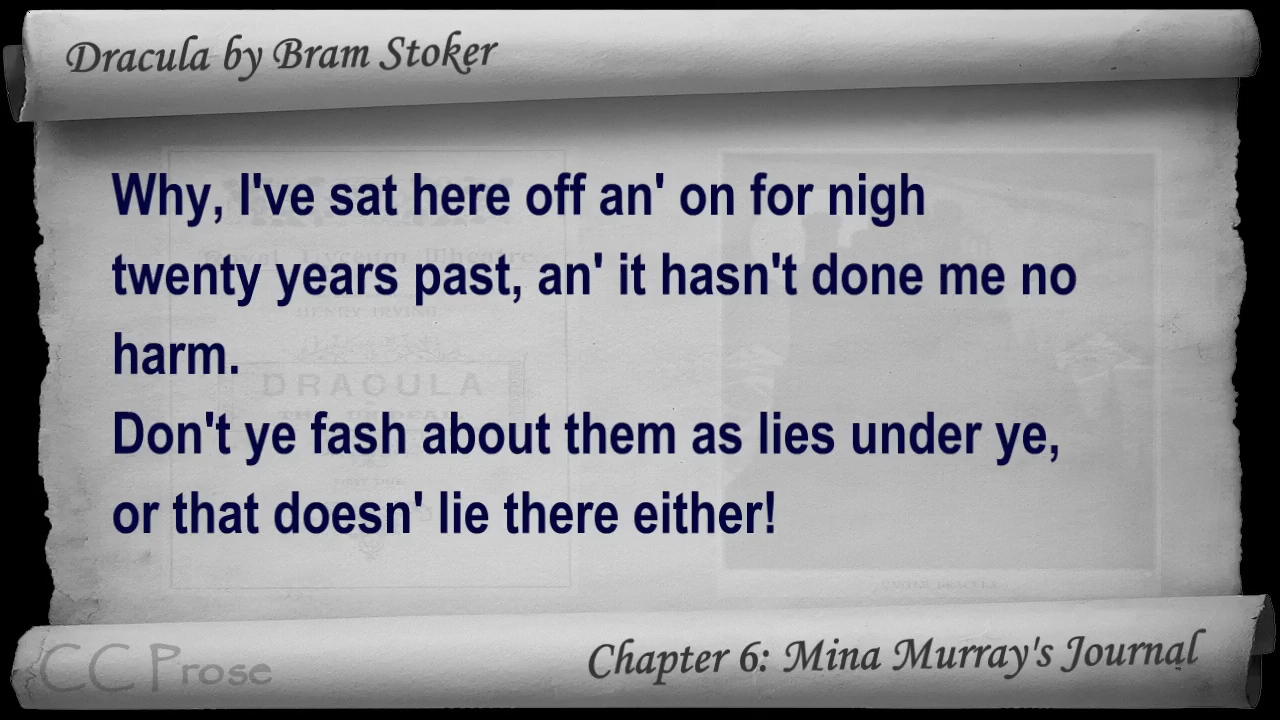 Dracula by Bram Stoker
Why, I've sat here off an' on for nigh
twenty years past, an' it hasn't done me no
harm.
Don't ye fash about them as lies under ye,
or that doesn' lie there either!
DRACULA
CC Prose
Chapter 6: Mina Murray's Journal